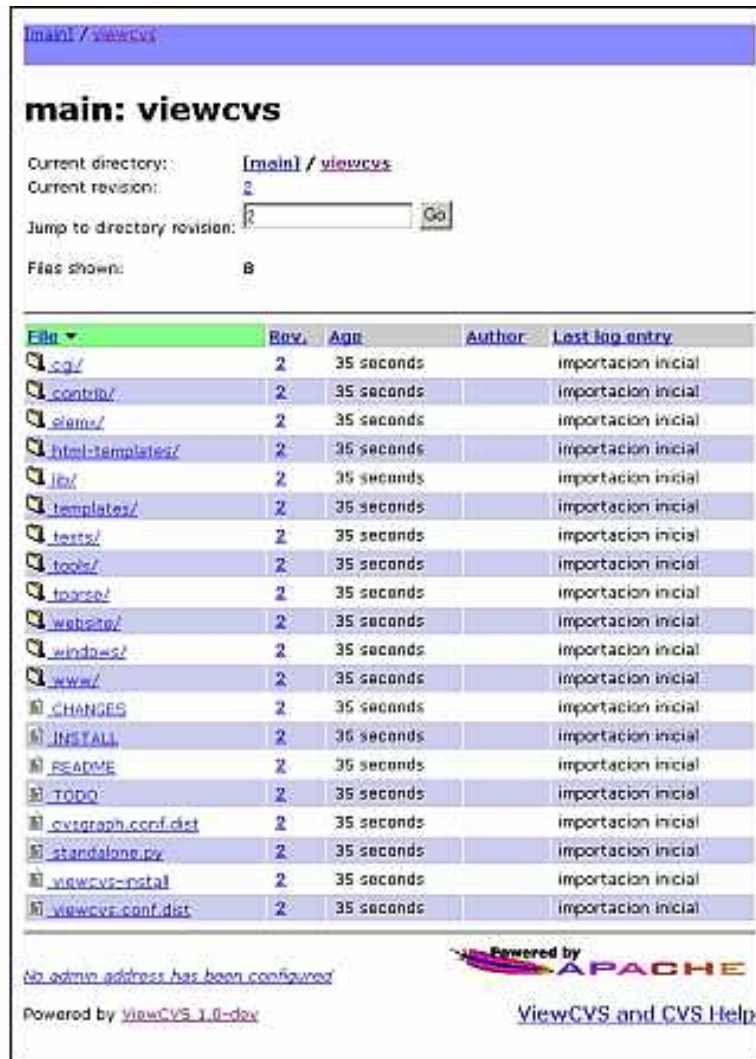 [main] / viewcvs
main: viewcvs
Current directory: [main] / viewcvs
Current revision: 2
Jump to directory revision: 2 Go
Files shown: 8
File Rev. Age Author Last log entry
cgi/ 2 35 seconds importacion inicial
contrib/ 2 35 seconds importacion inicial
elemx/ 2 35 seconds importacion inicial
html-templates/ 2 35 seconds importacion inicial
lib/ 2 35 seconds importacion inicial
templates/ 2 35 seconds importacion inicial
tests/ 2 35 seconds importacion inicial
tools/ 2 35 seconds importacion inicial
tparse/ 2 35 seconds importacion inicial
website/ 2 35 seconds importacion inicial
windows/ 2 35 seconds importacion inicial
www/ 2 35 seconds importacion inicial
CHANGES 2 35 seconds importacion inicial
INSTALL 2 35 seconds importacion inicial
README 2 35 seconds importacion inicial
TODO 2 35 seconds importacion inicial
cvsgraph.conf.dist 2 35 seconds importacion inicial
standalone.py 2 35 seconds importacion inicial
viewcvs-install 2 35 seconds importacion inicial
viewcvs.conf.dist 2 35 seconds importacion inicial
Powered by
APACHE
No admin address has been configured
Powered by ViewCVS 1.0-dev ViewCVS and CVS Help